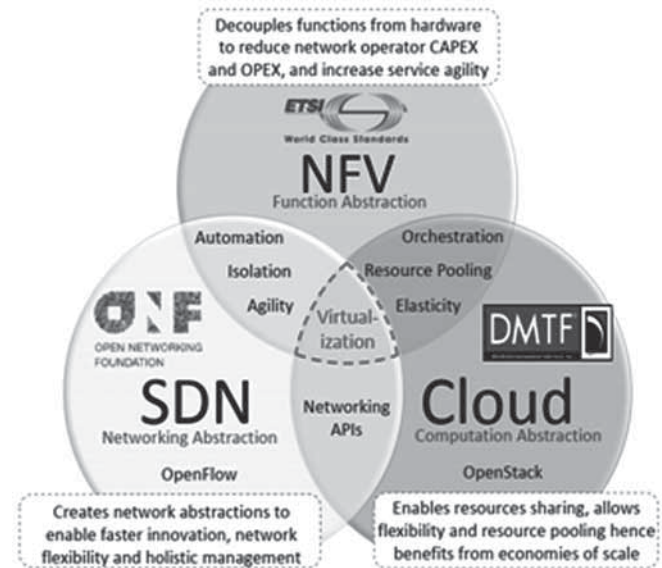 Decouples functions from hardware
to reduce network operator CAPEX
and OPEX, and increase service agility
ETSI
World Class Standards
NFV
Function Abstraction
Automation
Orchestration
Isolation
Resource Pooling
Agility
Elasticity
Virtual-
ization
ONF
OPEN NETWORKING
FOUNDATION
DMTF
SDN
Networking Abstraction
OpenFlow
Networking
APIs
Cloud
Computation Abstraction
OpenStack
Creates network abstractions to
enable faster innovation, network
flexibility and holistic management
Enables resources sharing, allows
flexibility and resource pooling hence
benefits from economies of scale